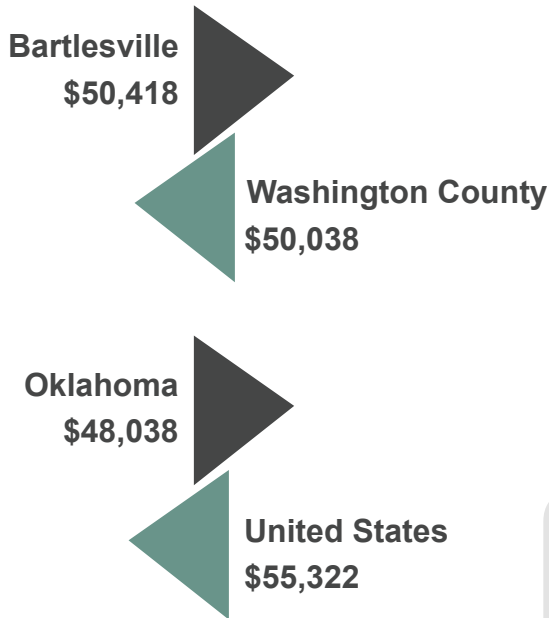 Bartlesville
$50,418
Washington County
$50,038
Oklahoma
$48,038
United States
$55,322